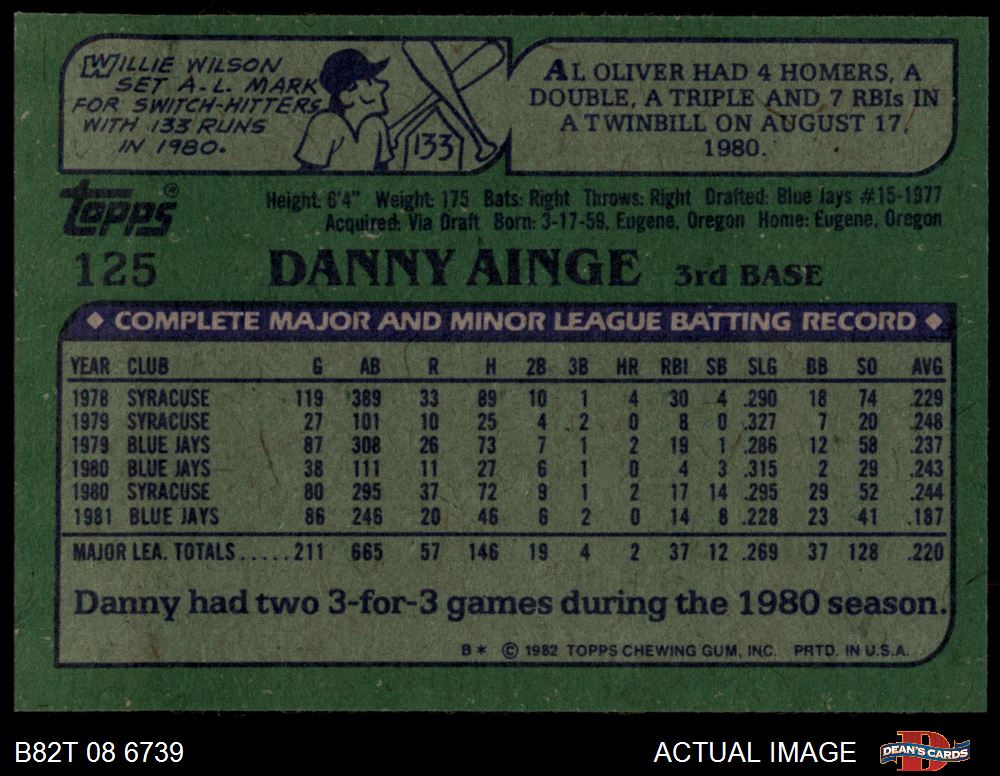 WILLIE WILSON
SET A.L. MARK
FOR SWITCH-HITTERS
WITH 133 RUNS
IN 1980.
133
AL OLIVER HAD 4 HOMERS, A
DOUBLE, A TRIPLE AND 7 RBIs IN
A TWINBILL ON AUGUST 17,
1980.
topps®
Height: 6'4" Weight: 175 Bats: Right Throws: Right Drafted: Blue Jays #15-1977
Acquired: Via Draft Born: 3-17-59, Eugene, Oregon Home: Eugene, Oregon
125 DANNY AINGE 3rd BASE
◆ COMPLETE MAJOR AND MINOR LEAGUE BATTING RECORD ◆
YEAR CLUB G AB R H 2B 3B HR RBI SB SLG BB SO AVG
1978 SYRACUSE 119 389 33 89 10 1 4 30 4 .290 18 74 .229
1979 SYRACUSE 27 101 10 25 4 2 0 8 0 .327 7 20 .248
1979 BLUE JAYS 87 308 26 73 7 1 2 19 1 .286 12 58 .237
1980 BLUE JAYS 38 111 11 27 6 1 0 4 3 .315 2 29 .243
1980 SYRACUSE 80 295 37 72 9 1 2 17 14 .295 29 52 .244
1981 BLUE JAYS 86 246 20 46 6 2 0 14 8 .228 23 41 .187
MAJOR LEA. TOTALS.....211 665 57 146 19 4 2 37 12 .269 37 128 .220
Danny had two 3-for-3 games during the 1980 season.
B* © 1982 TOPPS CHEWING GUM, INC. PRTD. IN U.S.A.
B82T 08 6739
ACTUAL IMAGE
D
DEAN'S CARDS